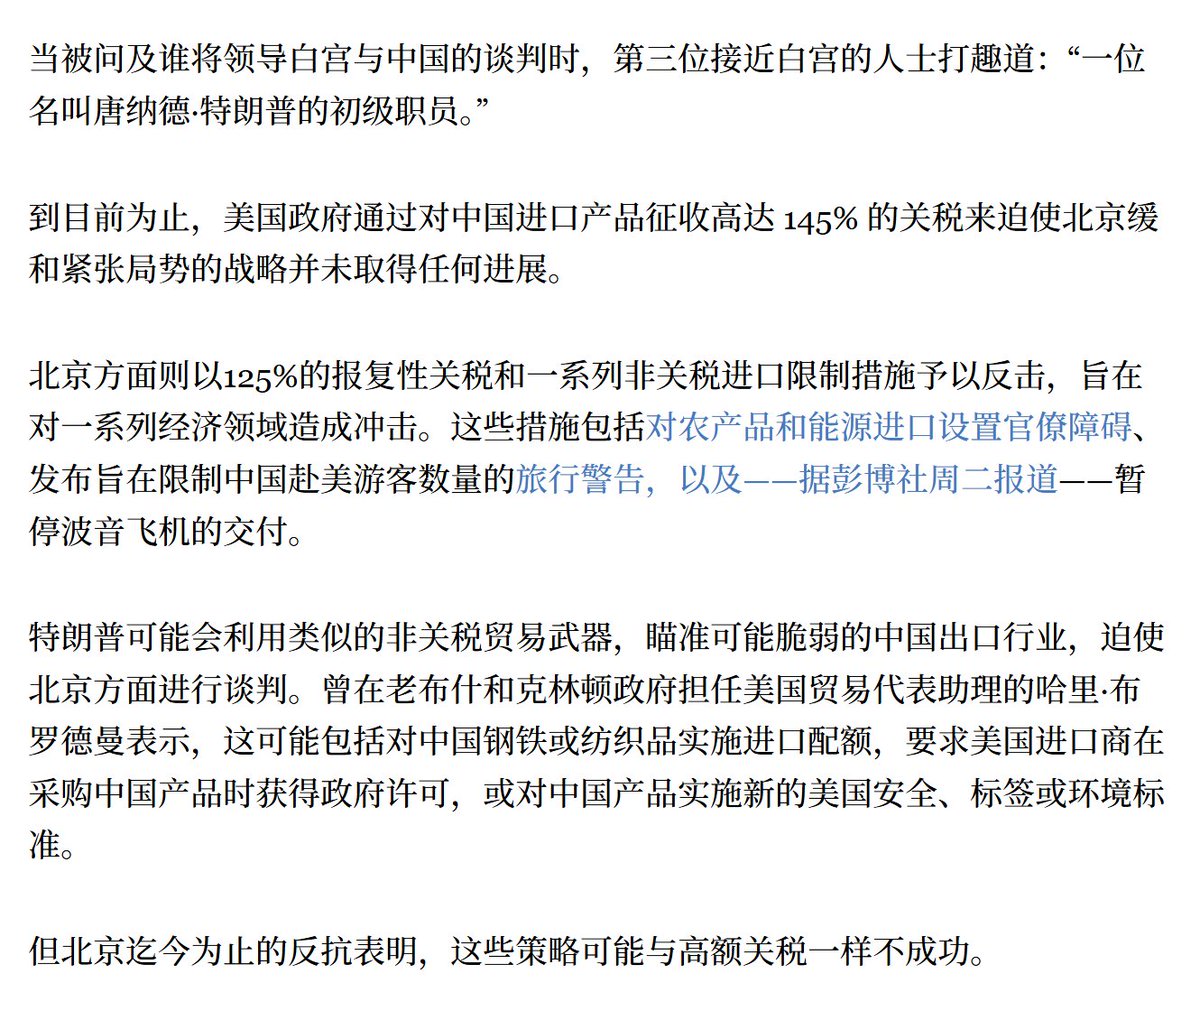 当被问及谁将领导白宫与中国的谈判时，第三位接近白宫的人士打趣道：“一位
名叫唐纳德·特朗普的初级职员。”
到目前为止，美国政府通过对中国进口产品征收高达 145% 的关税来迫使北京缓
和紧张局势的战略并未取得任何进展。
北京方面则以125%的报复性关税和一系列非关税进口限制措施予以反击，旨在
对一系列经济领域造成冲击。这些措施包括对农产品和能源进口设置官僚障碍、
发布旨在限制中国赴美游客数量的旅行警告，以及——据彭博社周二报道——暂
停波音飞机的交付。
特朗普可能会利用类似的非关税贸易武器，瞄准可能脆弱的中国出口行业，迫使
北京方面进行谈判。曾在老布什和克林顿政府担任美国贸易代表助理的哈里·布
罗德曼表示，这可能包括对中国钢铁或纺织品实施进口配额，要求美国进口商在
采购中国产品时获得政府许可，或对中国产品实施新的美国安全、标签或环境标
准。
但北京迄今为止的反抗表明，这些策略可能与高额关税一样不成功。